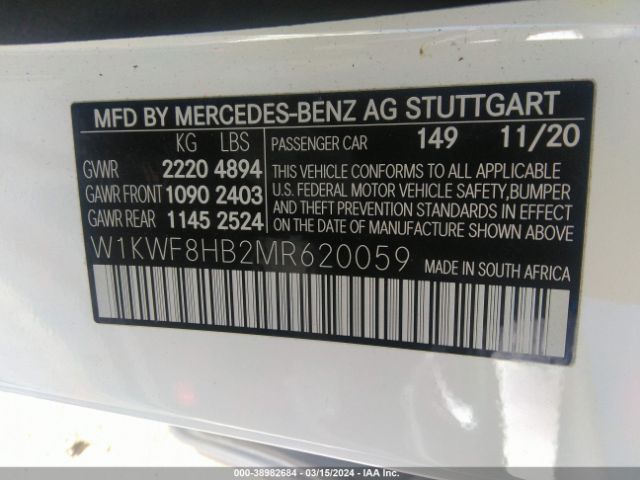 MFD BY MERCEDES-BENZ AG STUTTGART
KG LBS PASSENGER CAR 149 11/20
GVWR 2220 4894
GAWR FRONT 1090 2403
GAWR REAR 1145 2524
THIS VEHICLE CONFORMS TO ALL APPLICABLE
U.S. FEDERAL MOTOR VEHICLE SAFETY,BUMPER
AND THEFT PREVENTION STANDARDS IN EFFECT
ON THE DATE OF MANUFACTURE SHOWN ABOVE.
W1KWF8HB2MR620059 MADE IN SOUTH AFRICA
000-38982684 - 03/15/2024 - IAAI.COM